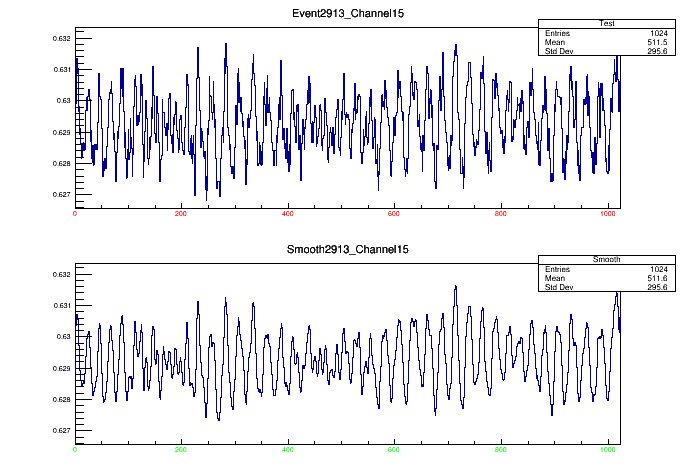 Event2913_Channel15
Test
Entries 1024
Mean 511.5
Std Dev 295.6
0.632
0.631
0.63
0.629
0.628
0.627
0 200 400 600 800 1000
Smooth2913_Channel15
Smooth
Entries 1024
Mean 511.6
Std Dev 295.6
0.632
0.631
0.63
0.629
0.628
0.627
0 200 400 600 800 1000